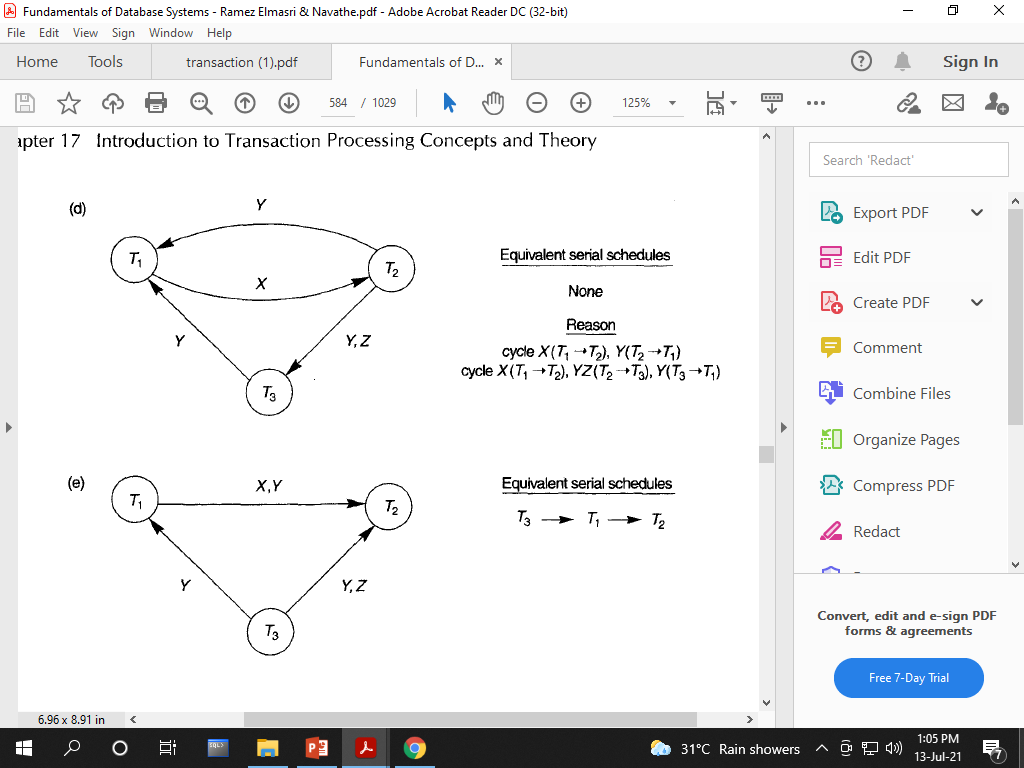 Fundamentals of Database Systems - Ramez Elmasri & Navathe.pdf - Adobe Acrobat Reader DC (32-bit)
File Edit View Sign Window Help
Home Tools transaction (1).pdf Fundamentals of D... × Sign In
584 / 1029 125%
apter 17 Introduction to Transaction Processing Concepts and Theory
(d)
Y
T1
T2
X
Y
Y, Z
T3
Equivalent serial schedules
None
Reason
cycle X(T1 →T2), Y(T2 →T1)
cycle X(T1 →T2), YZ(T2 →T3), Y(T3 →T1)
(e)
X,Y
T1
T2
Y
Y, Z
T3
Equivalent serial schedules
T3 → T1 → T2
6.96 x 8.91 in
Search 'Redact'
Export PDF
Edit PDF
Create PDF
Comment
Combine Files
Organize Pages
Compress PDF
Redact
Convert, edit and e-sign PDF
forms & agreements
Free 7-Day Trial
SQL
31°C Rain showers
1:05 PM
13-Jul-21
7